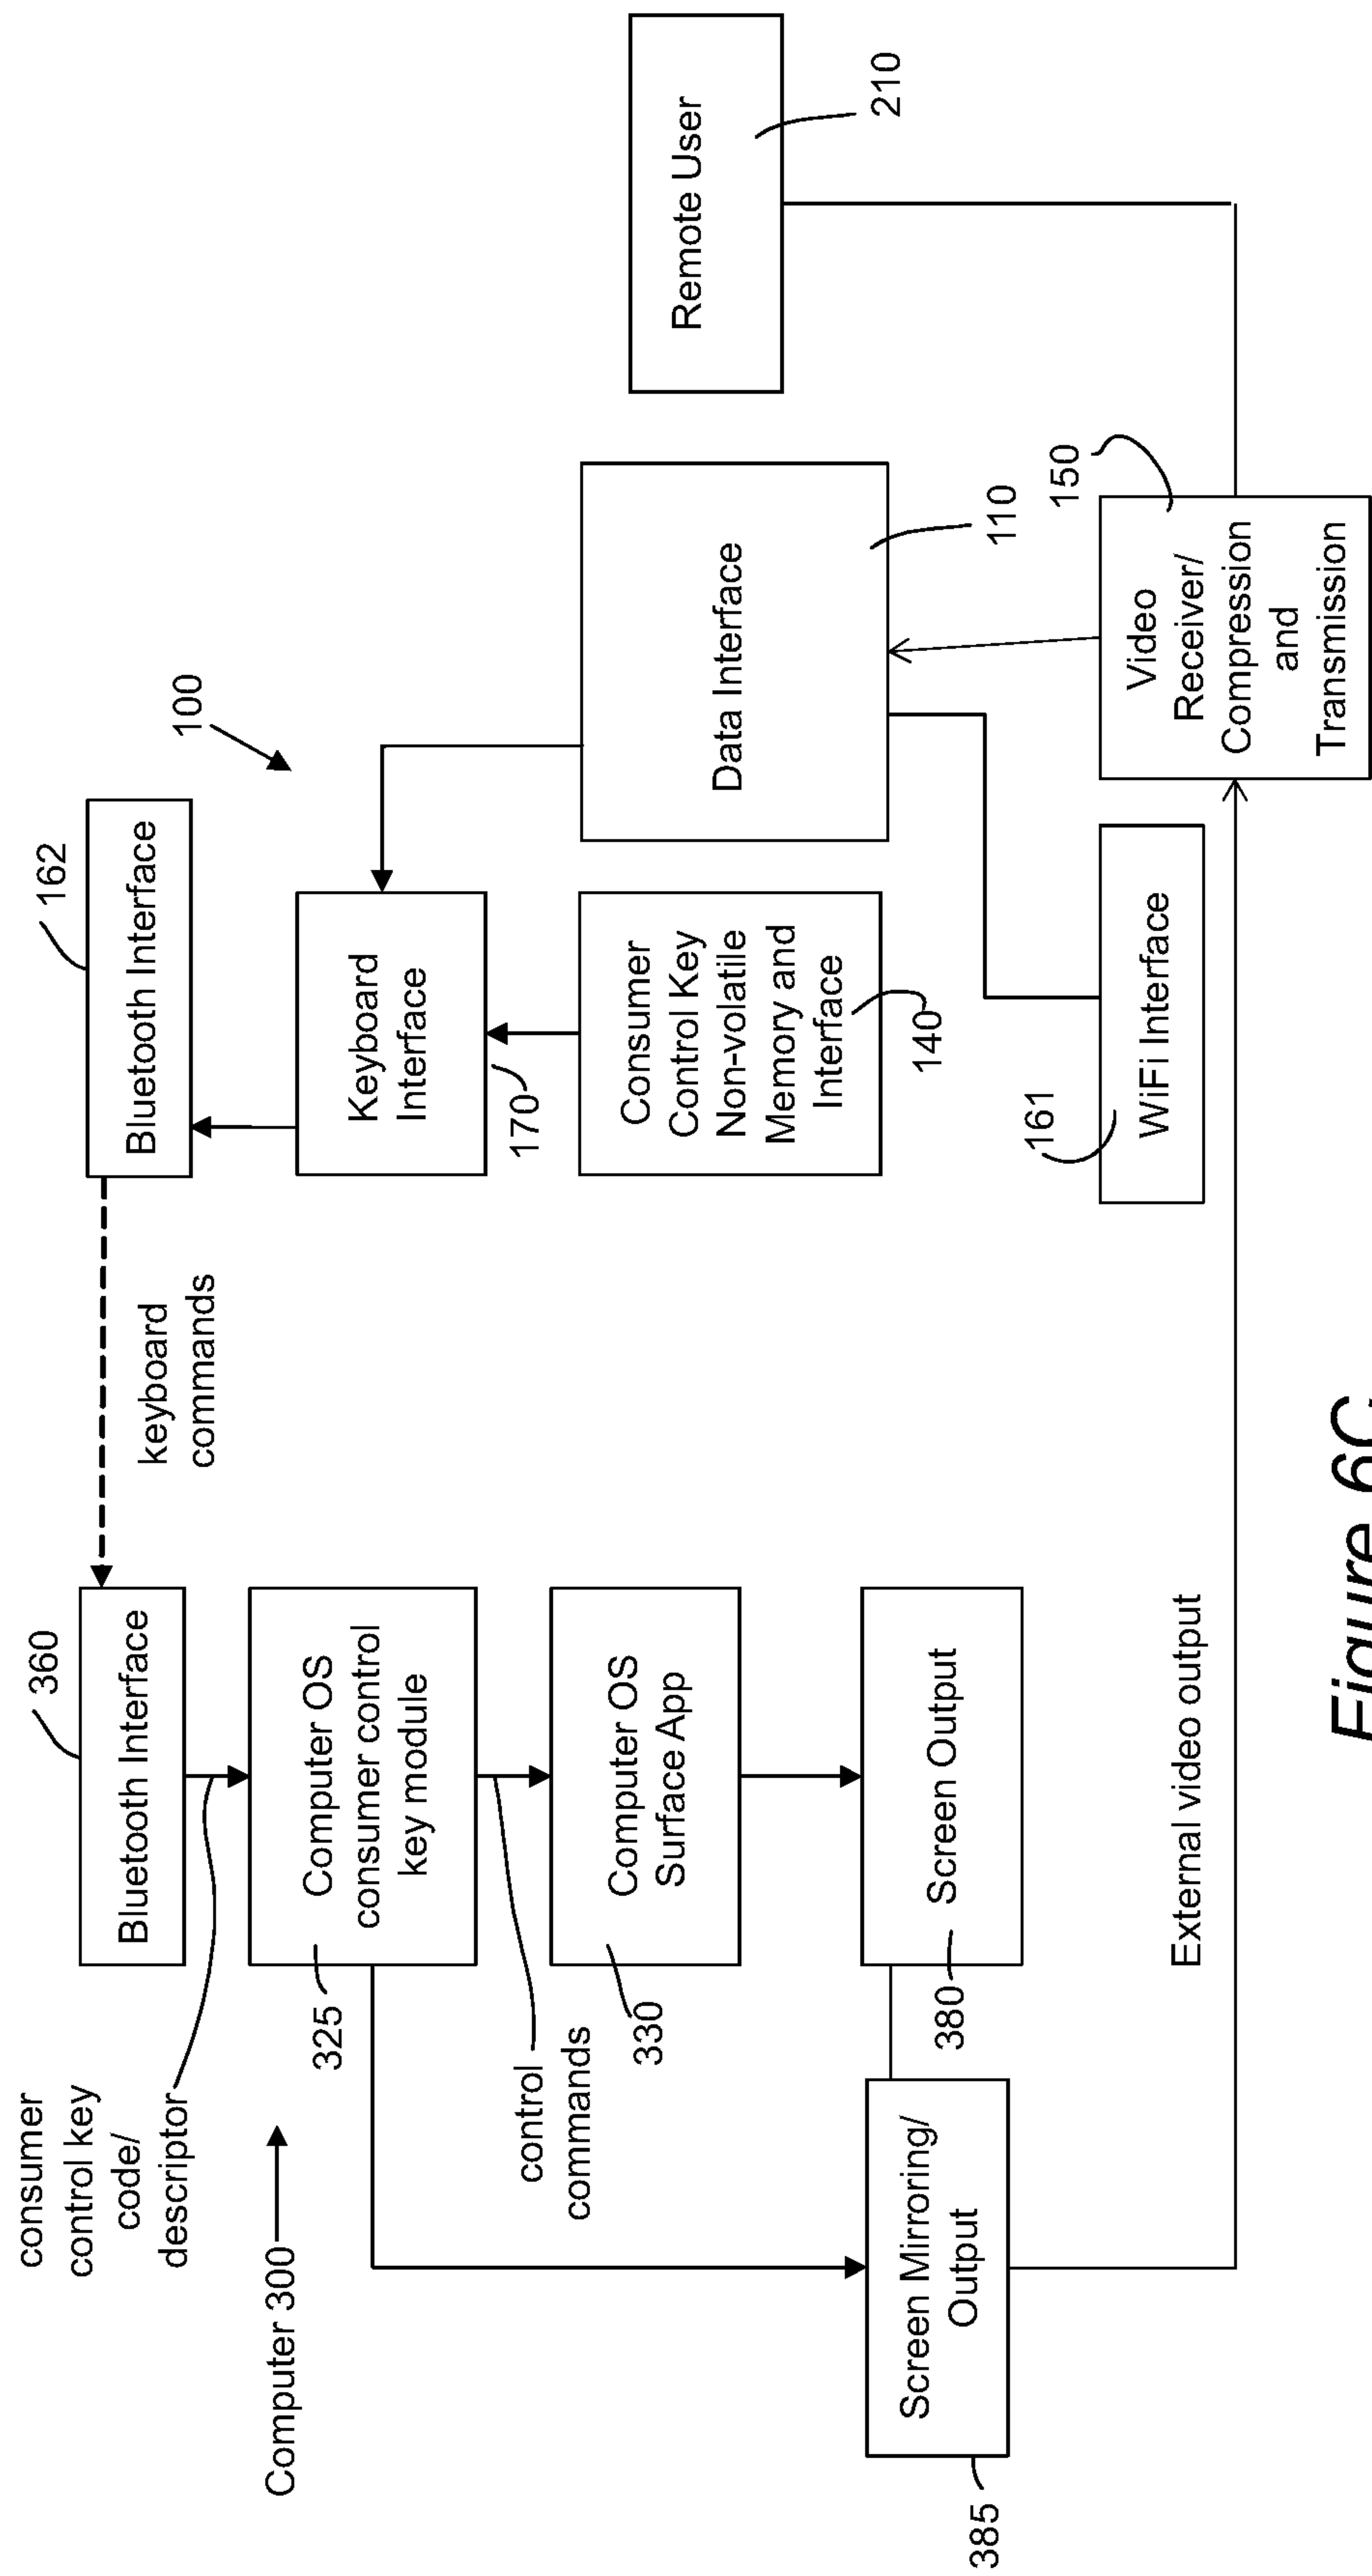 consumer
control key
code/
descriptor
360
Bluetooth Interface
keyboard
commands
162
Bluetooth Interface
Computer 300
325
Computer OS
consumer control
key module
100
Keyboard
Interface
170
control
commands
330
Computer OS
Surface App
Consumer
Control Key
Non-volatile
Memory and
Interface
140
Data Interface
110
Remote User
210
Screen Mirroring/
Output
385
380
Screen Output
External video output
161
WiFi Interface
150
Video
Receiver/
Compression
and
Transmission
Figure 6C